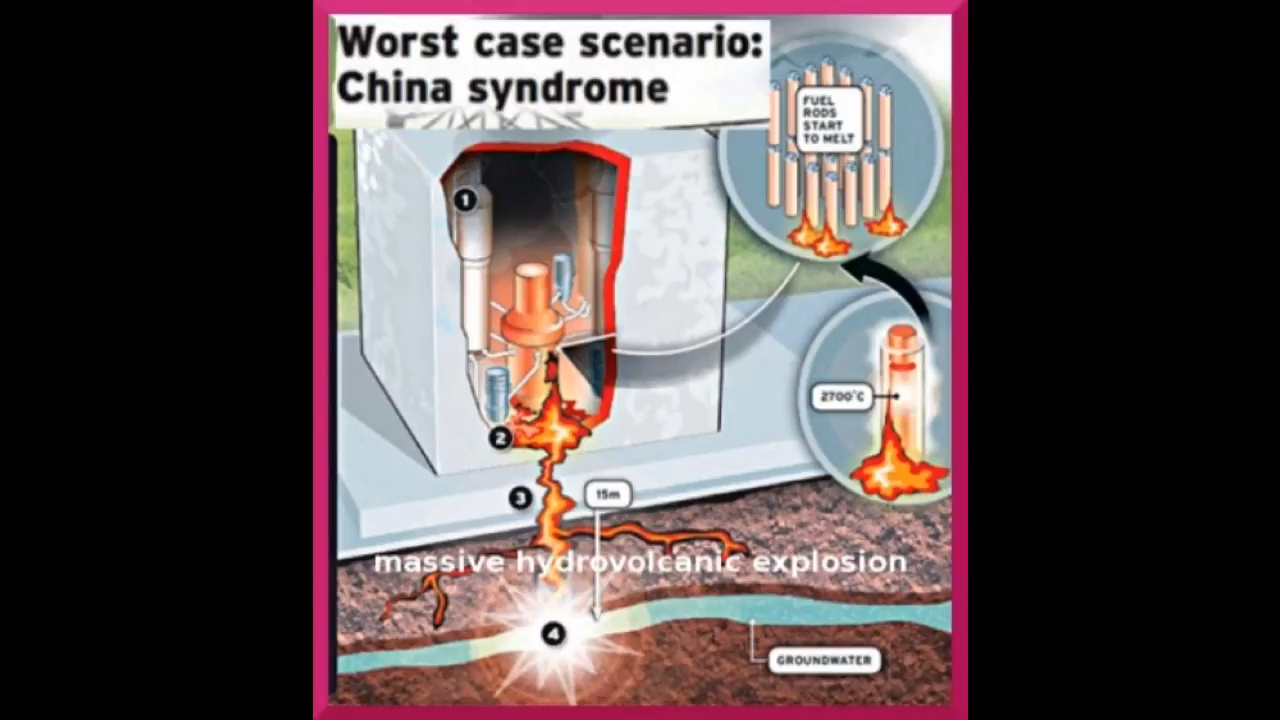 Worst case scenario:
China syndrome
FUEL
RODS
START
TO MELT
1
2700°C
2
3
15m
massive hydrovolcanic explosion
4
GROUNDWATER